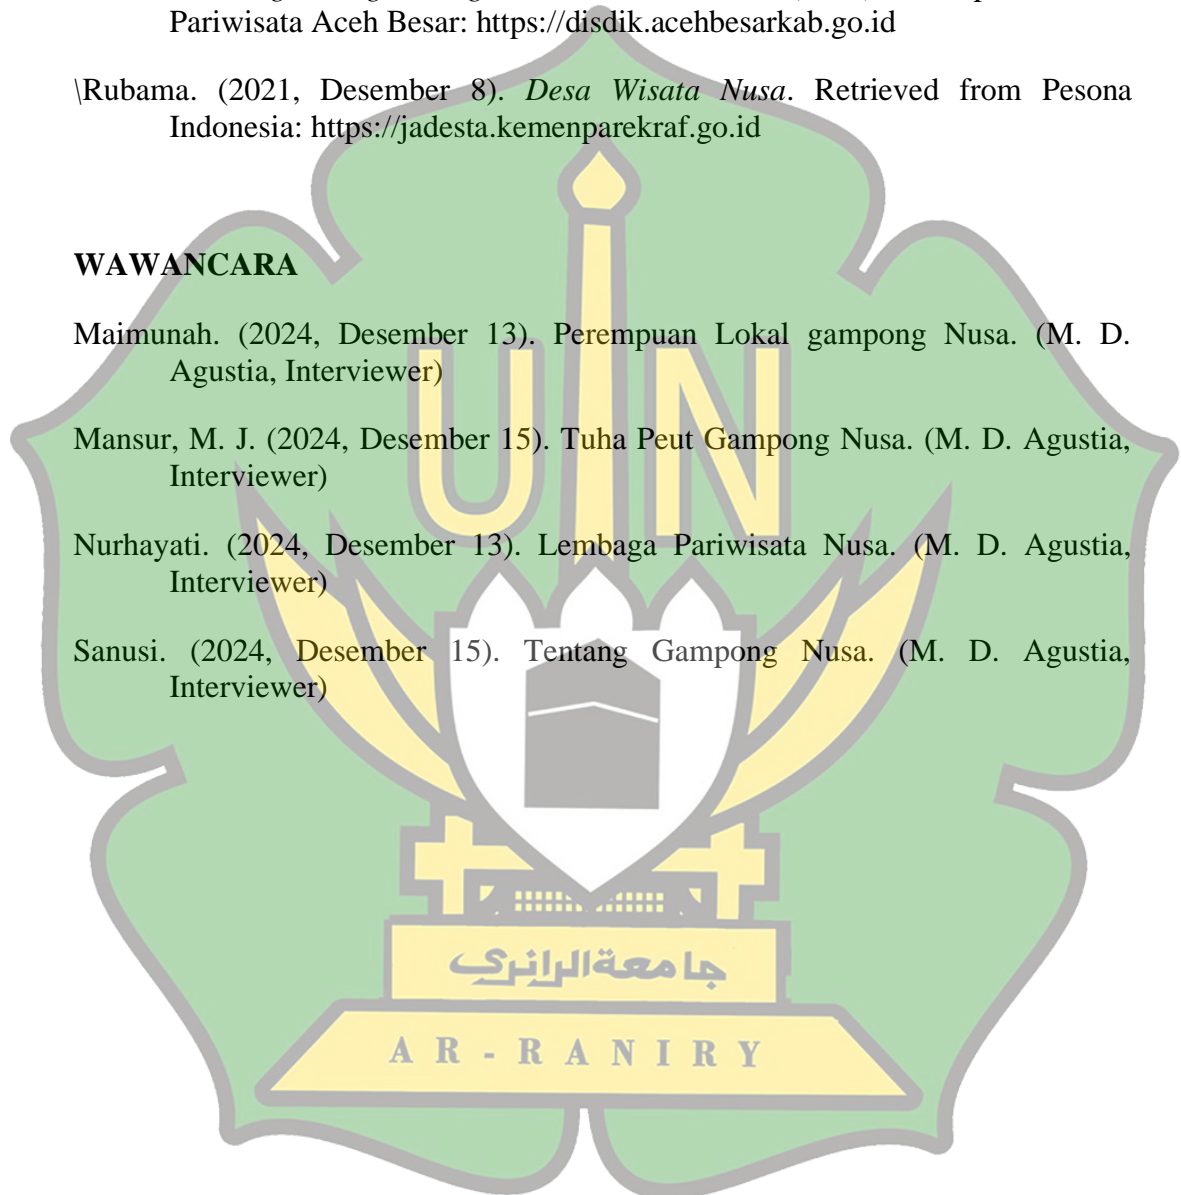 Pariwisata Aceh Besar: https://disdik.acehbesarkab.go.id
\Rubama. (2021, Desember 8). Desa Wisata Nusa. Retrieved from Pesona
Indonesia: https://jadesta.kemenparekraf.go.id
WAWANCARA
Maimunah. (2024, Desember 13). Perempuan Lokal gampong Nusa. (M. D.
Agustia, Interviewer)
Mansur, M. J. (2024, Desember 15). Tuha Peut Gampong Nusa. (M. D. Agustia,
Interviewer)
Nurhayati. (2024, Desember 13). Lembaga Pariwisata Nusa. (M. D. Agustia,
Interviewer)
Sanusi. (2024, Desember 15). Tentang Gampong Nusa. (M. D. Agustia,
Interviewer)
UIN
جامعةالرانري
AR-RANIRY